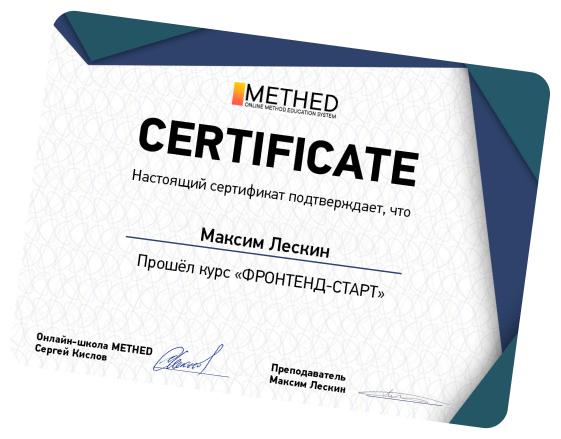 METHED
ONLINE METHOD EDUCATION SYSTEM
CERTIFICATE
Настоящий сертификат подтверждает, что
Максим Лескин
Прошёл курс «ФРОНТЕНД-СТАРТ»
Онлайн-школа METHED
Сергей Кислов
Преподаватель
Максим Лескин